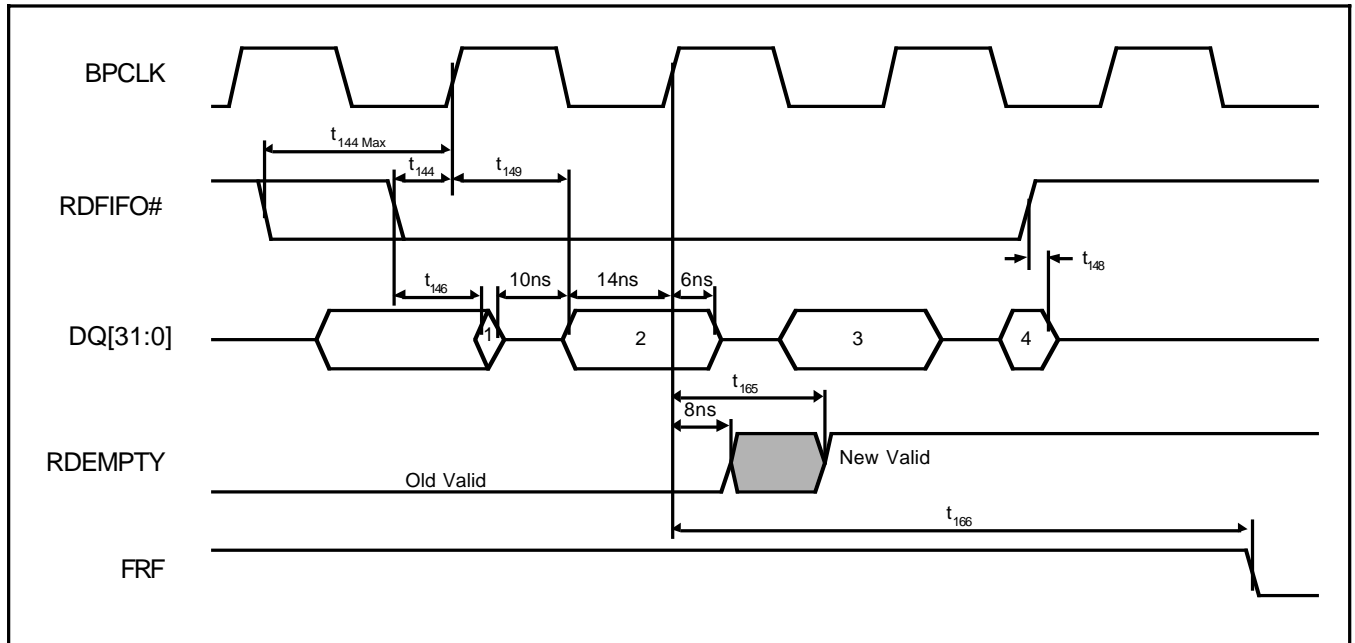 BPCLK
t144 Max
t144
t149
RDFIFO#
t148
t146
10ns
14ns
6ns
DQ[31:0]
1
2
3
4
t165
8ns
RDEMPTY
Old Valid
New Valid
t166
FRF